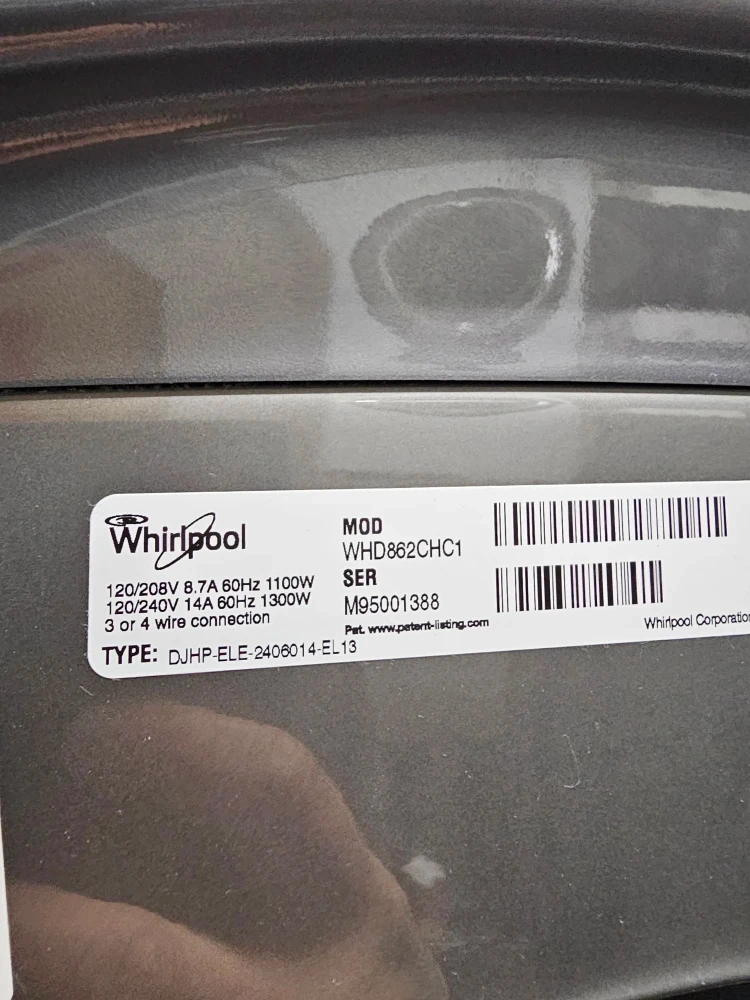 Whirlpool
120/208V 8.7A 60Hz 1100W
120/240V 14A 60Hz 1300W
3 or 4 wire connection
TYPE: DJHP-ELE-2406014-EL13
MOD
WHD862CHC1
SER
M95001388
Pat. www.patent-listing.com
Whirlpool Corporation